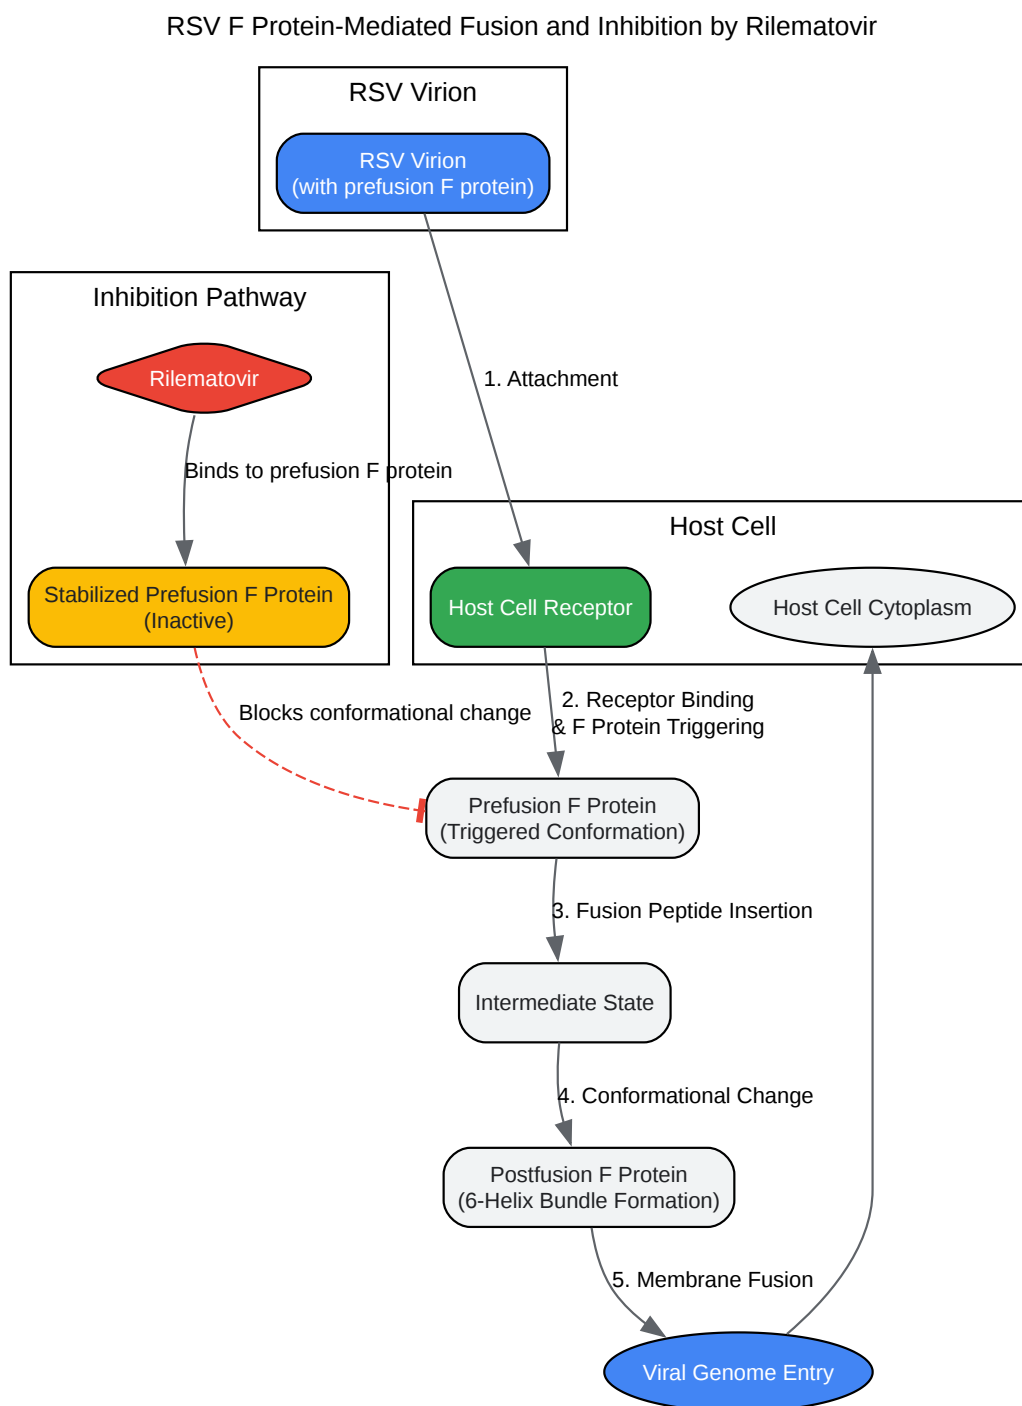 RSV F Protein-Mediated Fusion and Inhibition by Rilematovir
RSV Virion
RSV Virion
(with prefusion F protein)
Inhibition Pathway
Rilematovir
1. Attachment
Binds to prefusion F protein
Host Cell
Stabilized Prefusion F Protein
(Inactive)
Host Cell Receptor
Host Cell Cytoplasm
Blocks conformational change
2. Receptor Binding
& F Protein Triggering
Prefusion F Protein
(Triggered Conformation)
3. Fusion Peptide Insertion
Intermediate State
4. Conformational Change
Postfusion F Protein
(6-Helix Bundle Formation)
5. Membrane Fusion
Viral Genome Entry